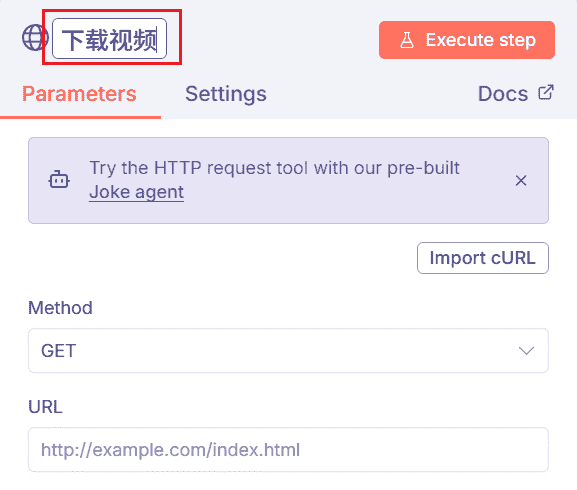 下载视频
Execute step
Parameters
Settings
Docs
Try the HTTP request tool with our pre-built
Joke agent
Import cURL
Method
GET
URL
http://example.com/index.html